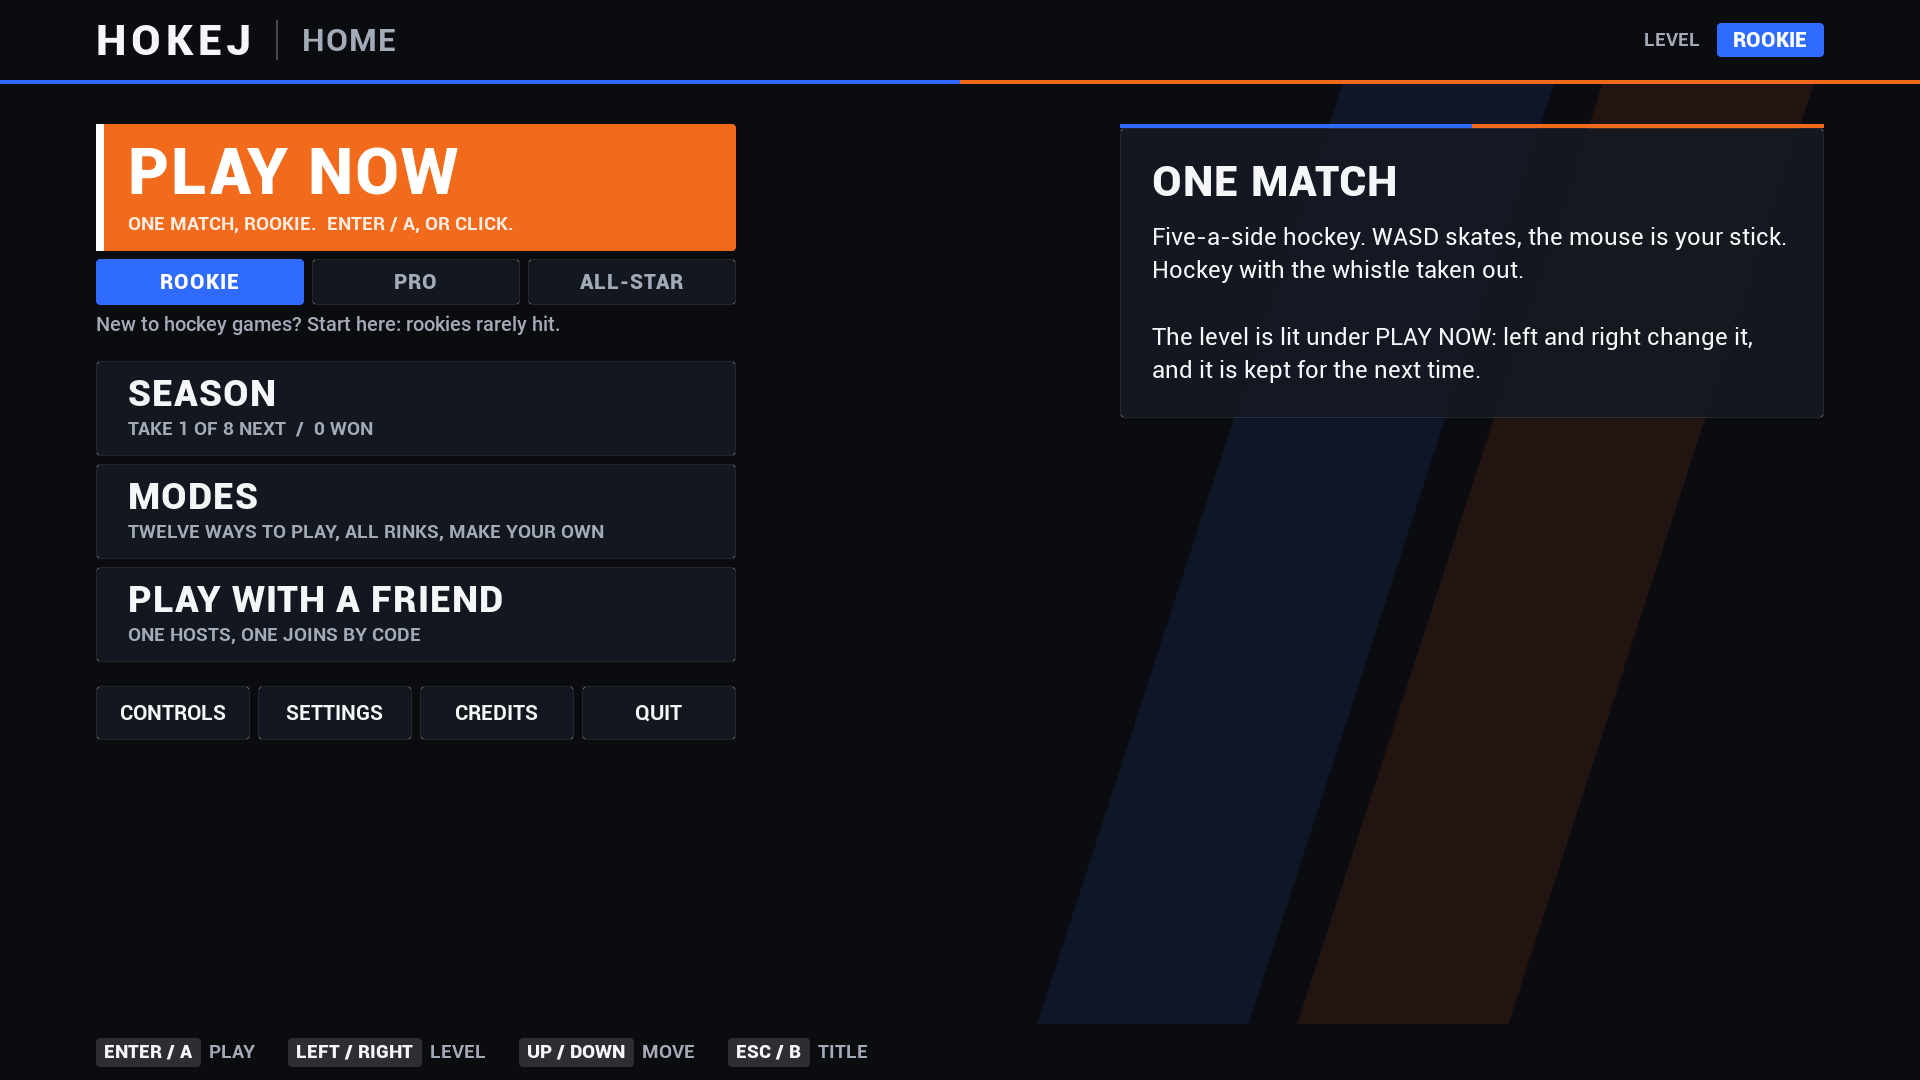 HOKEJ HOME
LEVEL ROOKIE
PLAY NOW
ONE MATCH, ROOKIE. ENTER / A, OR CLICK.
ROOKIE PRO ALL-STAR
New to hockey games? Start here: rookies rarely hit.
SEASON
TAKE 1 OF 8 NEXT / 0 WON
MODES
TWELVE WAYS TO PLAY, ALL RINKS, MAKE YOUR OWN
PLAY WITH A FRIEND
ONE HOSTS, ONE JOINS BY CODE
CONTROLS SETTINGS CREDITS QUIT
ONE MATCH
Five-a-side hockey. WASD skates, the mouse is your stick.
Hockey with the whistle taken out.
The level is lit under PLAY NOW: left and right change it,
and it is kept for the next time.
ENTER / A PLAY LEFT / RIGHT LEVEL UP / DOWN MOVE ESC / B TITLE